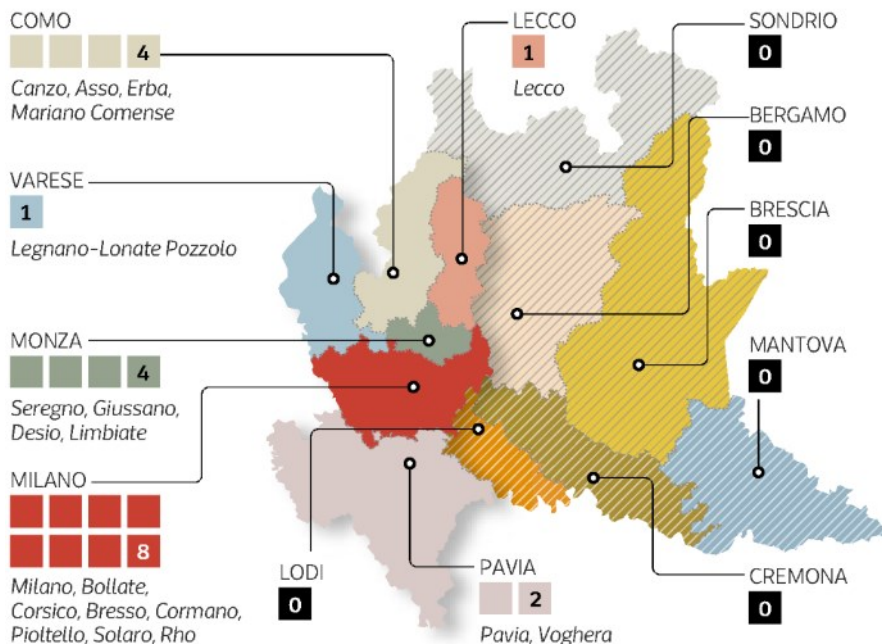 COMO
4
Canzo, Asso, Erba,
Mariano Comense
LECCO
1
Lecco
SONDRIO
0
BERGAMO
0
VARESE
1
Legnano-Lonate Pozzolo
BRESCIA
0
MONZA
4
Seregno, Giussano,
Desio, Limbiate
MANTOVA
0
MILANO
8
Milano, Bollate,
Corsico, Bresso, Cormano,
Pioltello, Solaro, Rho
LODI
0
PAVIA
2
Pavia, Voghera
CREMONA
0